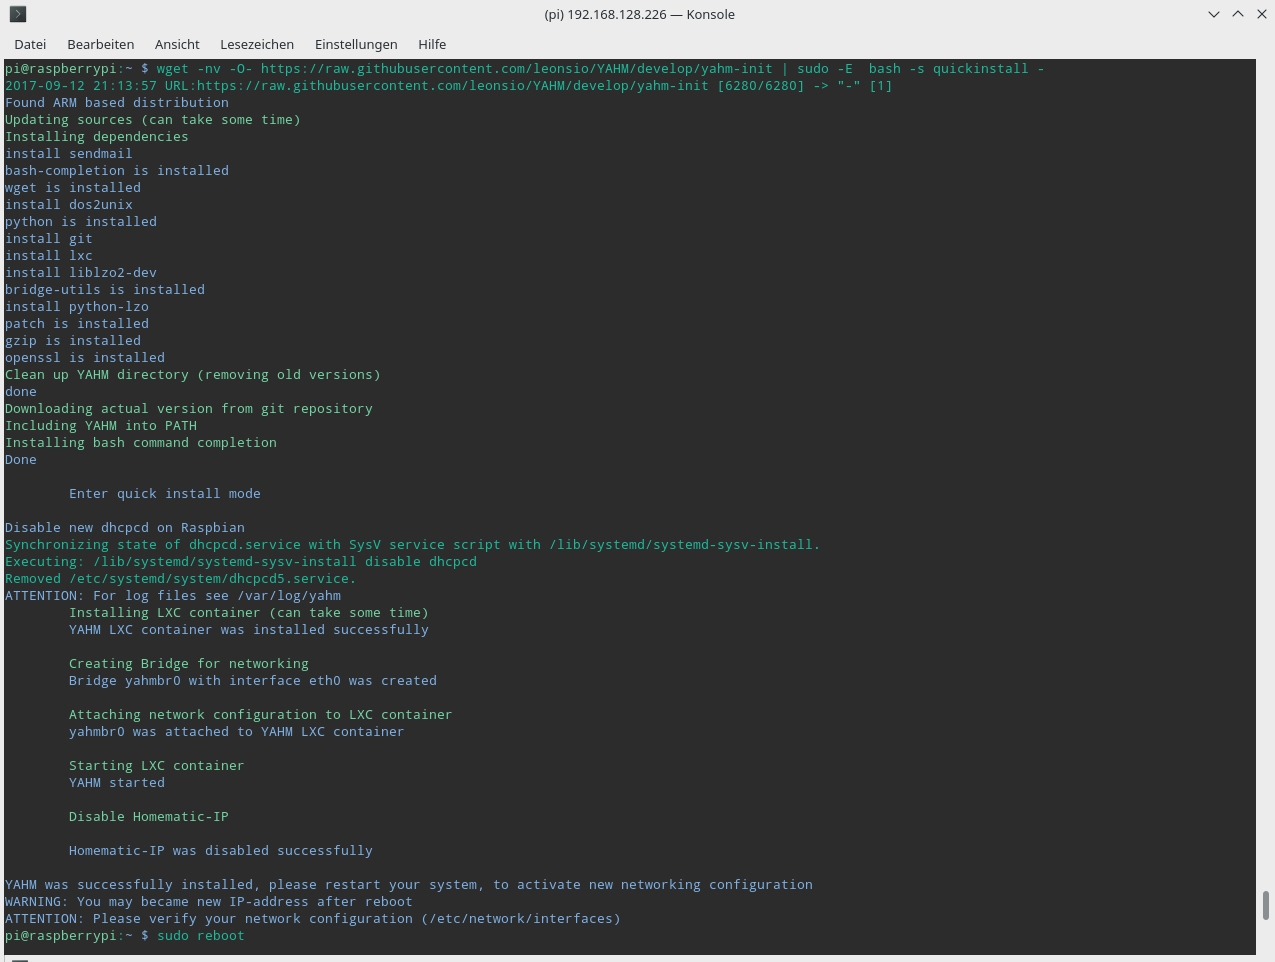 (pi) 192.168.128.226 — Konsole
Datei Bearbeiten Ansicht Lesezeichen Einstellungen Hilfe
pi@raspberrypi:~ $ wget -nv -O- https://raw.githubusercontent.com/leonsio/YAHM/develop/yahm-init | sudo -E  bash -s quickinstall -
2017-09-12 21:13:57 URL:https://raw.githubusercontent.com/leonsio/YAHM/develop/yahm-init [6280/6280] -> "-" [1]
Found ARM based distribution
Updating sources (can take some time)
Installing dependencies
install sendmail
bash-completion is installed
wget is installed
install dos2unix
python is installed
install git
install lxc
install liblzo2-dev
bridge-utils is installed
install python-lzo
patch is installed
gzip is installed
openssl is installed
Clean up YAHM directory (removing old versions)
done
Downloading actual version from git repository
Including YAHM into PATH
Installing bash command completion
Done
Enter quick install mode
Disable new dhcpcd on Raspbian
Synchronizing state of dhcpcd.service with SysV service script with /lib/systemd/systemd-sysv-install.
Executing: /lib/systemd/systemd-sysv-install disable dhcpcd
Removed /etc/systemd/system/dhcpcd5.service.
ATTENTION: For log files see /var/log/yahm
Installing LXC container (can take some time)
YAHM LXC container was installed successfully
Creating Bridge for networking
Bridge yahmbr0 with interface eth0 was created
Attaching network configuration to LXC container
yahmbr0 was attached to YAHM LXC container
Starting LXC container
YAHM started
Disable Homematic-IP
Homematic-IP was disabled successfully
YAHM was successfully installed, please restart your system, to activate new networking configuration
WARNING: You may became new IP-address after reboot
ATTENTION: Please verify your network configuration (/etc/network/interfaces)
pi@raspberrypi:~ $ sudo reboot